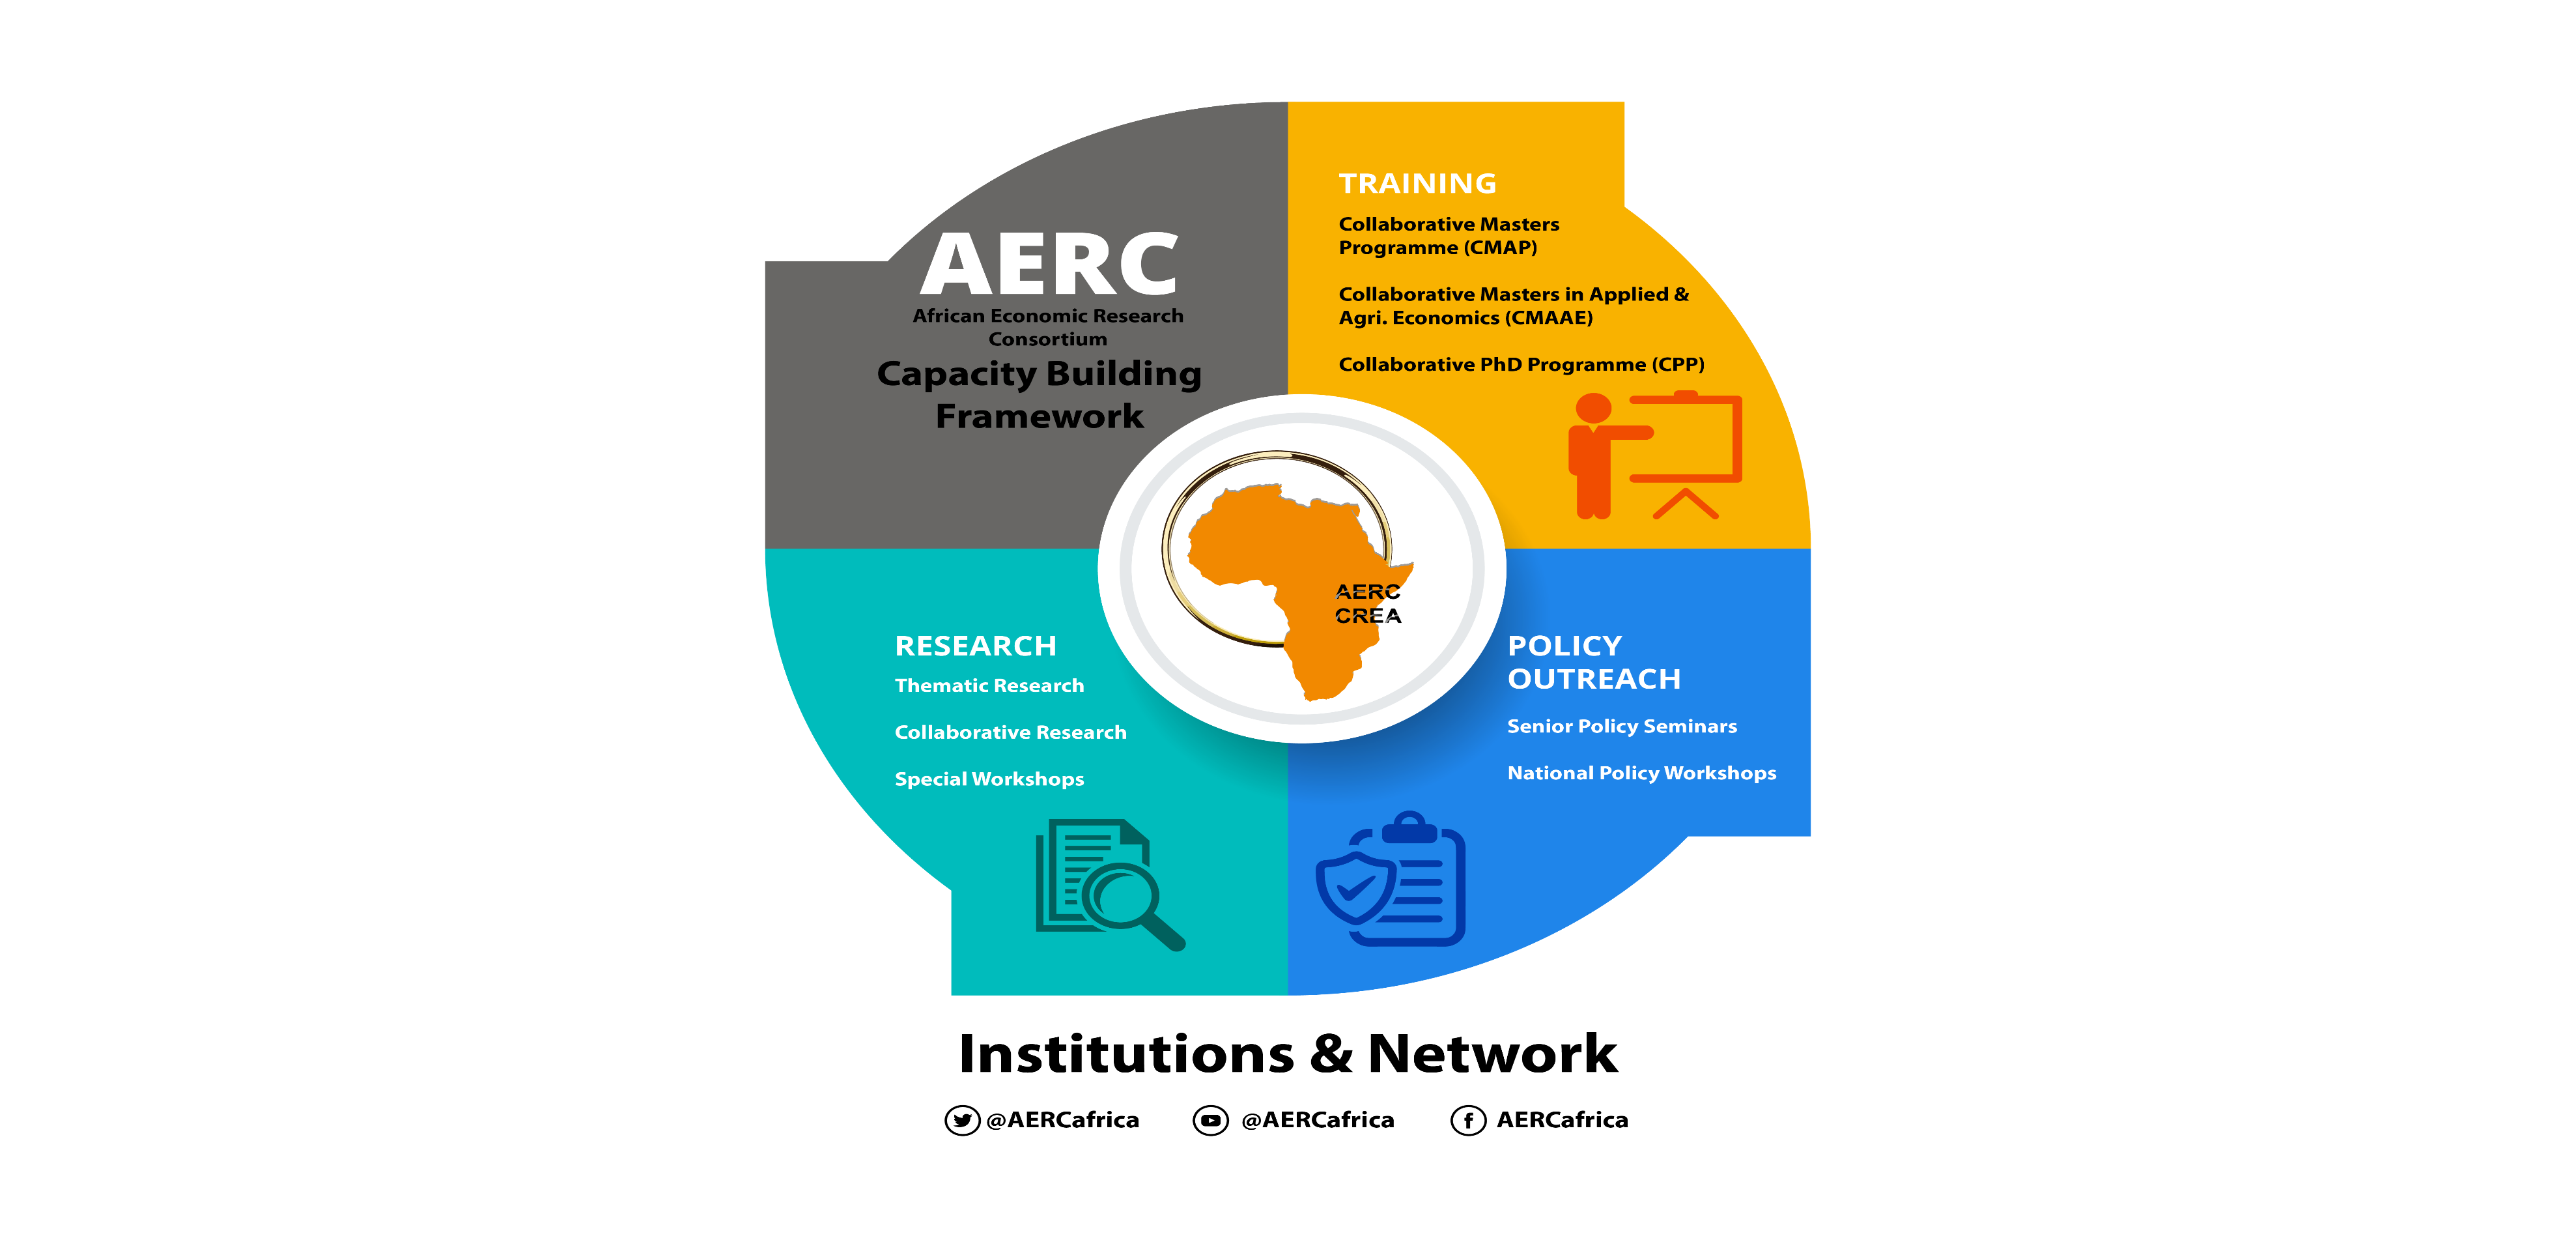 AERC
African Economic Research
Consortium
Capacity Building
Framework
TRAINING
Collaborative Masters
Programme (CMAP)
Collaborative Masters in Applied &
Agri. Economics (CMAAE)
Collaborative PhD Programme (CPP)
AERC
CREA
RESEARCH
Thematic Research
Collaborative Research
Special Workshops
POLICY
OUTREACH
Senior Policy Seminars
National Policy Workshops
Institutions & Network
@AERCafrica
@AERCafrica
AERCafrica